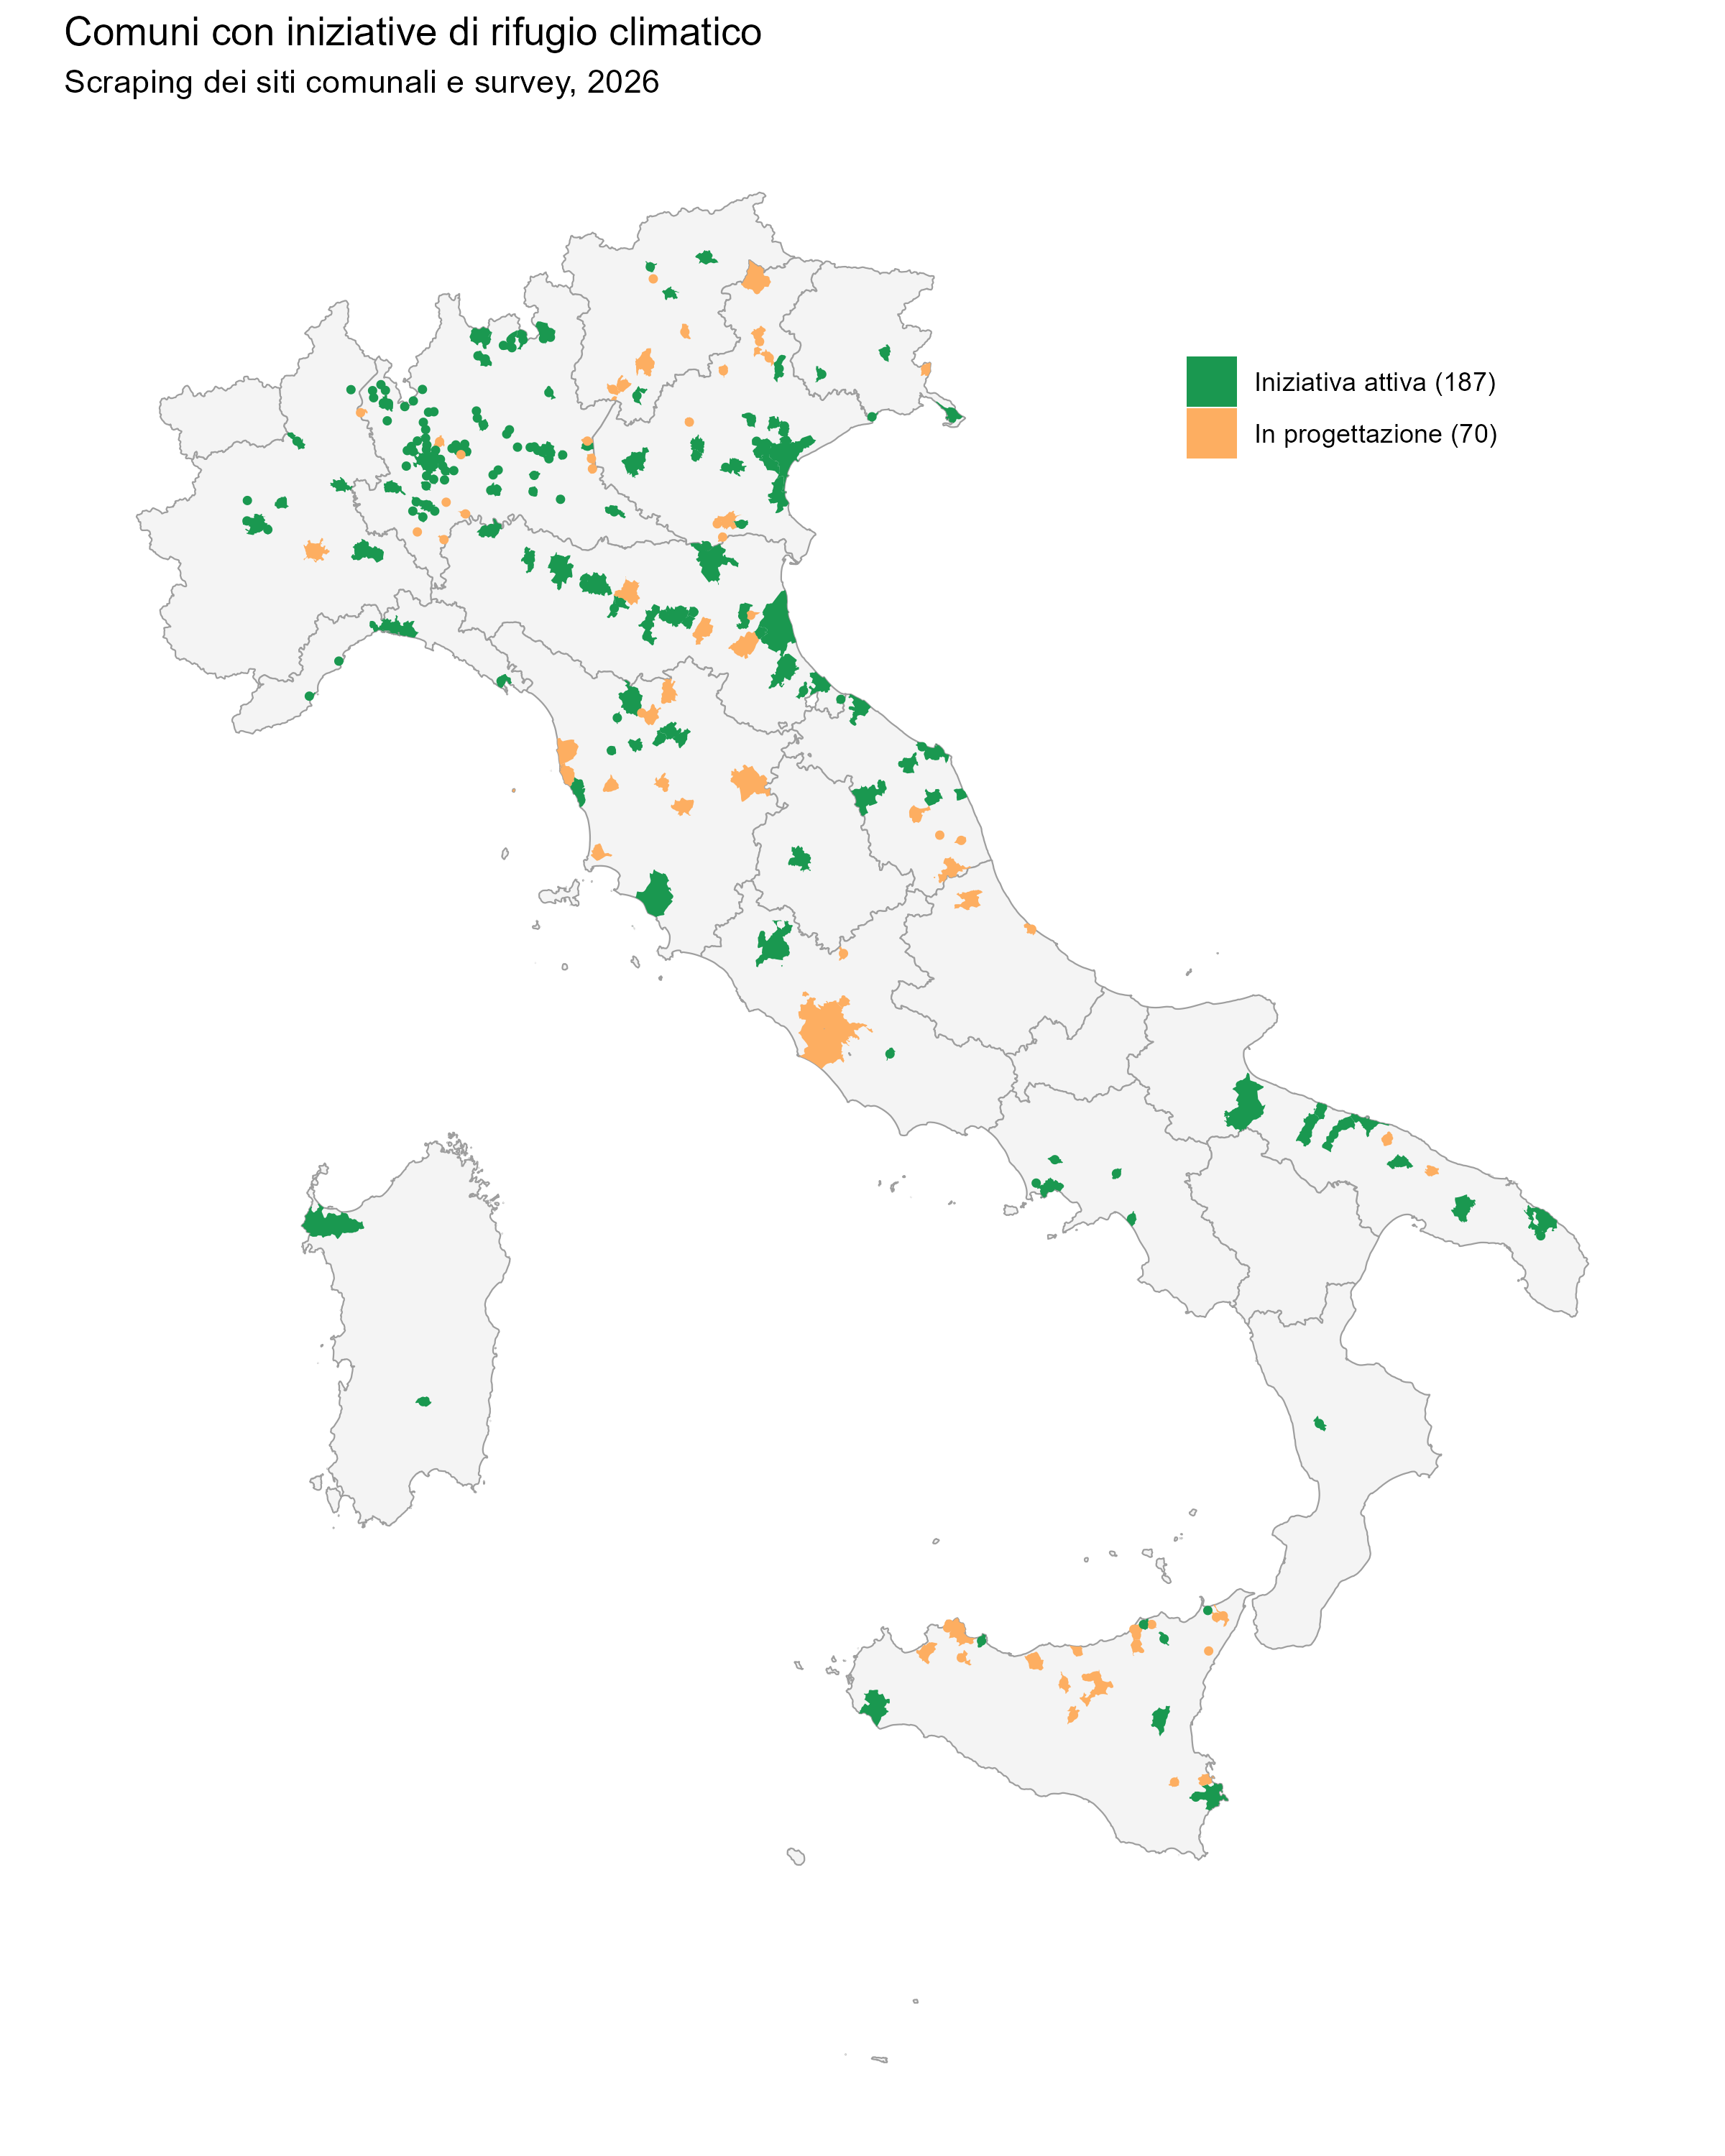 Comuni con iniziative di rifugio climatico
Scraping dei siti comunali e survey, 2026
Iniziativa attiva (187)
In progettazione (70)